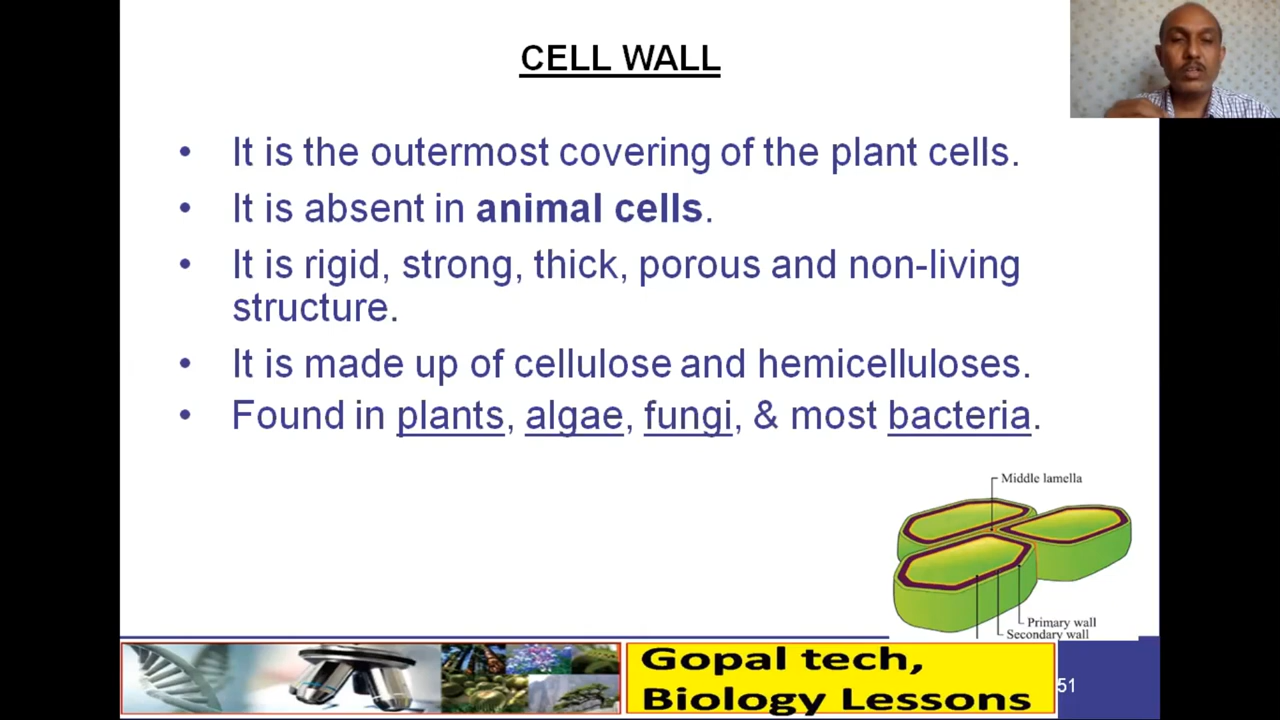 CELL WALL
• It is the outermost covering of the plant cells.
• It is absent in animal cells.
• It is rigid, strong, thick, porous and non-living
structure.
• It is made up of cellulose and hemicelluloses.
• Found in plants, algae, fungi, & most bacteria.
Middle lamella
Primary wall
Secondary wall
Gopal tech,
Biology Lessons
51